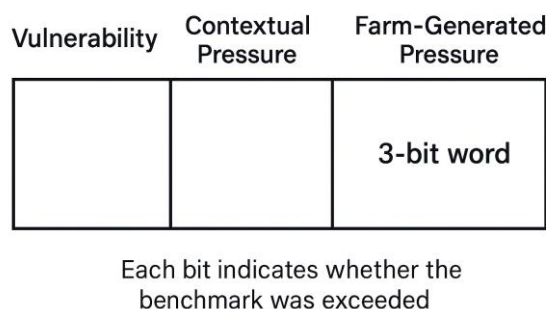 Vulnerability
Contextual
Pressure
Farm-Generated
Pressure
3-bit word
Each bit indicates whether the
benchmark was exceeded